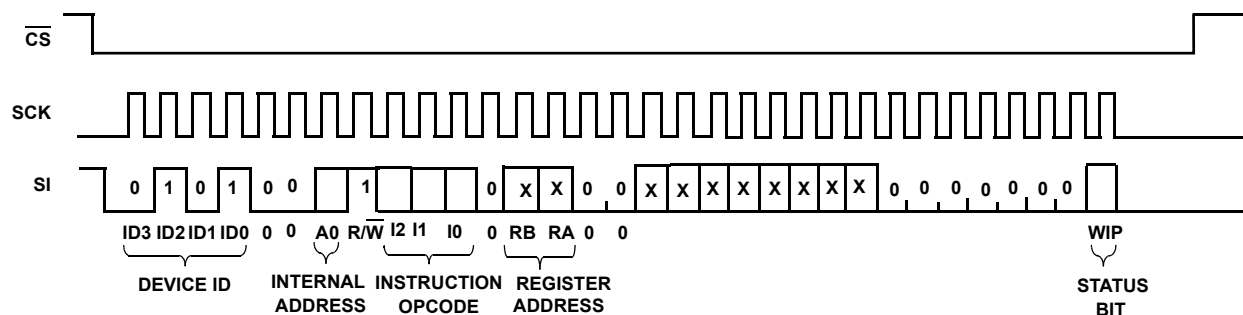 CS
SCK
SI 0 1 0 1 0 0 1 0 X X 0 0 X X X X X X X X 0 0 0 0 0 0 0
ID3 ID2 ID1 ID0 0 0 A0 R/W I2 I1 I0 0 RB RA 0 0 WIP
DEVICE ID INTERNAL ADDRESS INSTRUCTION OPCODE REGISTER ADDRESS STATUS BIT